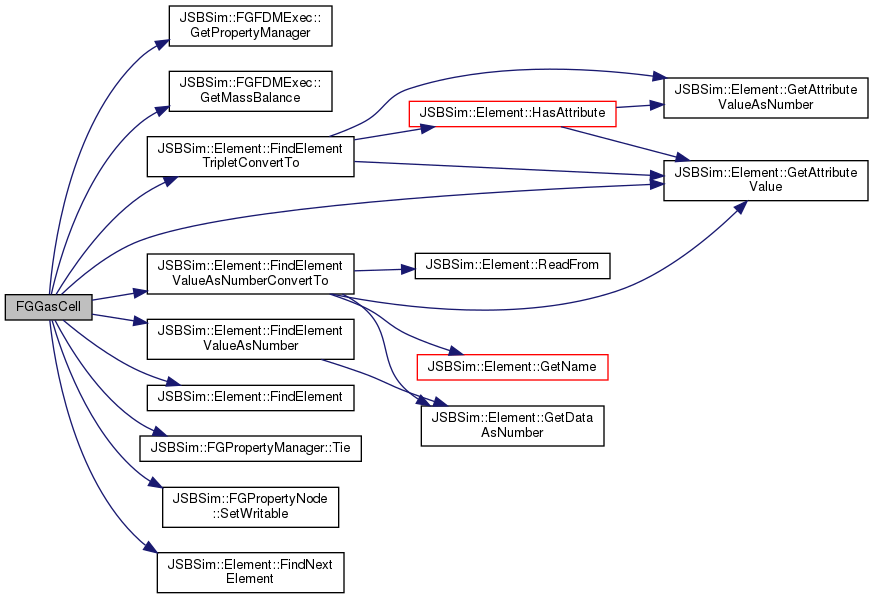 FGGasCell
JSBSim::FGFDMExec::
GetPropertyManager
JSBSim::FGFDMExec::
GetMassBalance
JSBSim::Element::FindElement
TripletConvertTo
JSBSim::Element::FindElement
ValueAsNumberConvertTo
JSBSim::Element::FindElement
ValueAsNumber
JSBSim::Element::FindElement
JSBSim::FGPropertyManager::Tie
JSBSim::FGPropertyNode
::SetWritable
JSBSim::Element::FindNext
Element
JSBSim::Element::HasAttribute
JSBSim::Element::ReadFrom
JSBSim::Element::GetName
JSBSim::Element::GetData
AsNumber
JSBSim::Element::GetAttribute
ValueAsNumber
JSBSim::Element::GetAttribute
Value